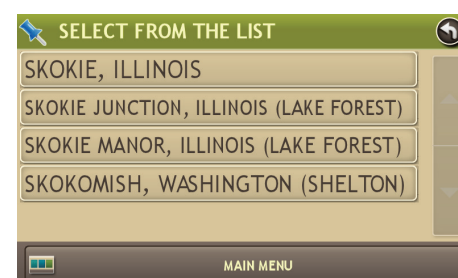 SELECT FROM THE LIST
SKOKIE, ILLINOIS
SKOKIE JUNCTION, ILLINOIS (LAKE FOREST)
SKOKIE MANOR, ILLINOIS (LAKE FOREST)
SKOKOMISH, WASHINGTON (SHELTON)
MAIN MENU